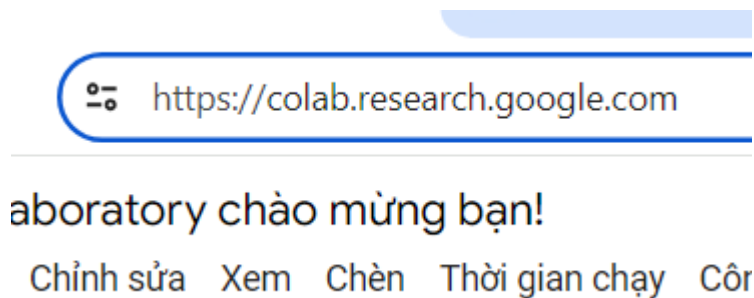 https://colab.research.google.com
aboratory chào mừng bạn!
Chỉnh sửa Xem Chèn Thời gian chạy